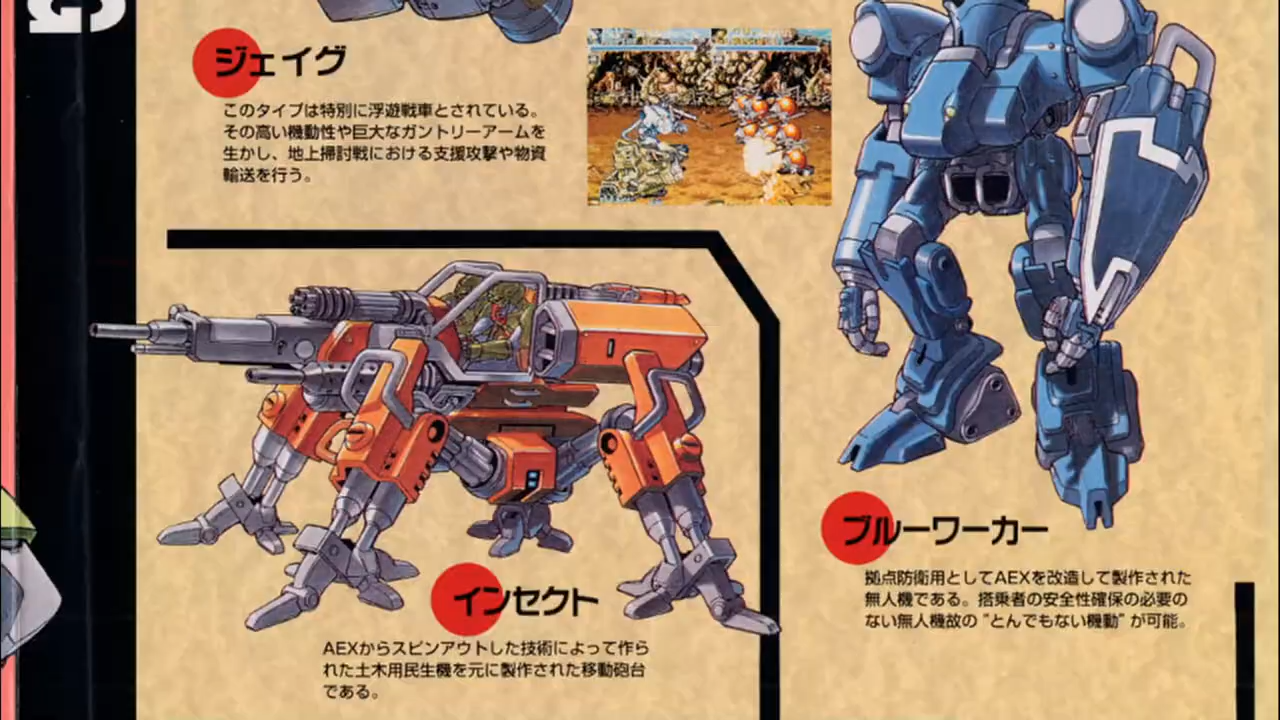 ジェイグ
このタイプは特別に浮遊戦車とされている。
その高い機動性や巨大なガントリーアームを
生かし、地上掃討戦における支援攻撃や物資
輸送を行う。
インセクト
AEXからスピンアウトした技術によって作ら
れた土木用民生機を元に製作された移動砲台
である。
ブルーワーカー
拠点防衛用としてAEXを改造して製作された
無人機である。搭乗者の安全性確保の必要の
ない無人機故の“とんでもない機動”が可能。